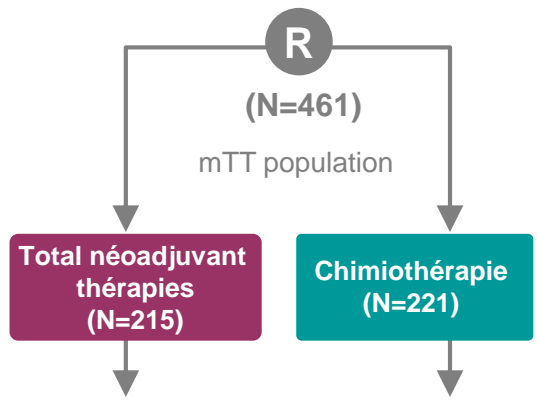 R
(N=461)
mTT population
Total néoadjuvant
thérapies
(N=215)
Chimiothérapie
(N=221)